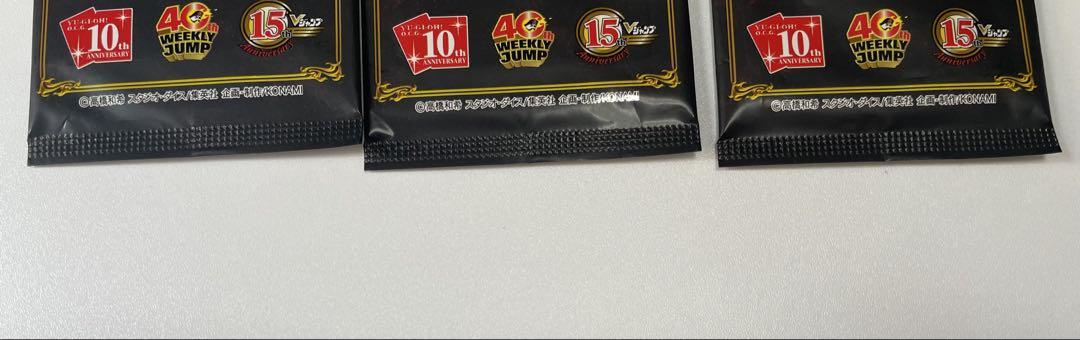 YU-GI-OH!
O.C.G.
10th
ANNIVERSARY
40th
WEEKLY
JUMP
15th
Anniversary
Vジャンプ
©高橋和希 スタジオ・ダイス/集英社 企画・制作/KONAMI
YU-GI-OH!
O.C.G.
10th
ANNIVERSARY
40th
WEEKLY
JUMP
15th
Anniversary
Vジャンプ
©高橋和希 スタジオ・ダイス/集英社 企画・制作/KONAMI
YU-GI-OH!
O.C.G.
10th
ANNIVERSARY
40th
WEEKLY
JUMP
15th
Anniversary
Vジャンプ
©高橋和希 スタジオ・ダイス/集英社 企画・制作/KONAMI